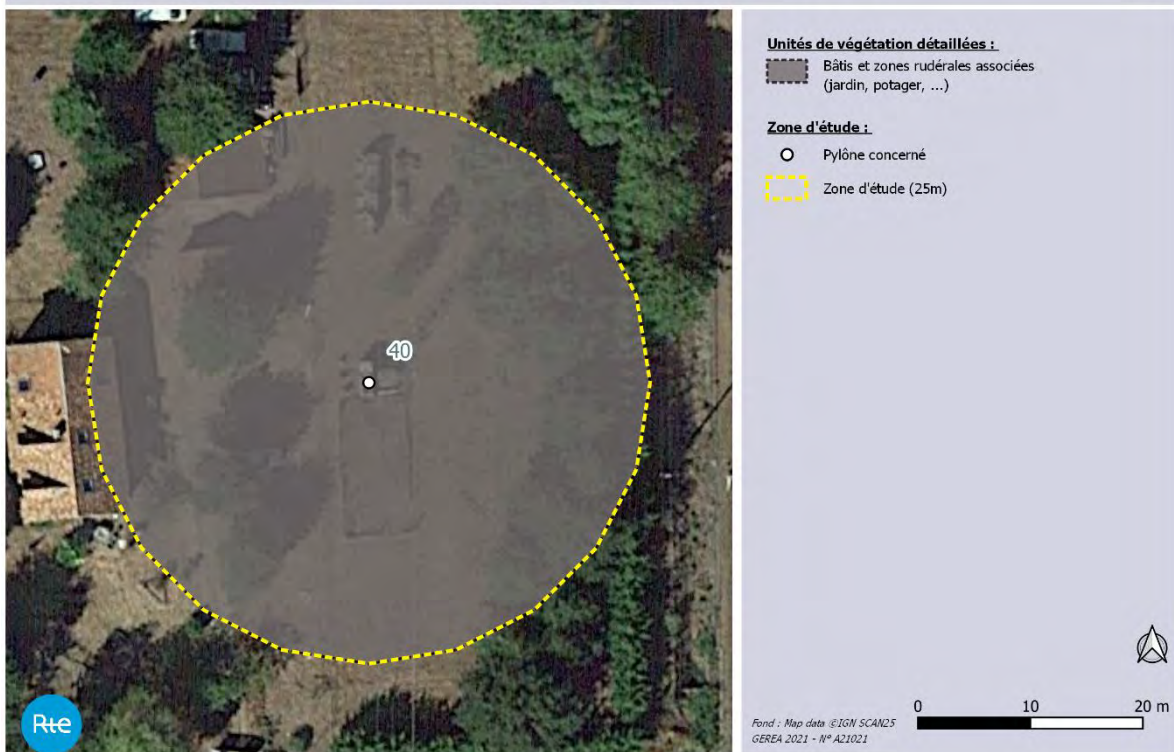 40
Rte
Unités de végétation détaillées :
Bâtis et zones rudérales associées
(jardin, potager, ...)
Zone d'étude :
Pylône concerné
Zone d'étude (25m)
0 10 20 m
Fond : Map data ©IGN SCAN25
GEREA 2021 - N° A21021